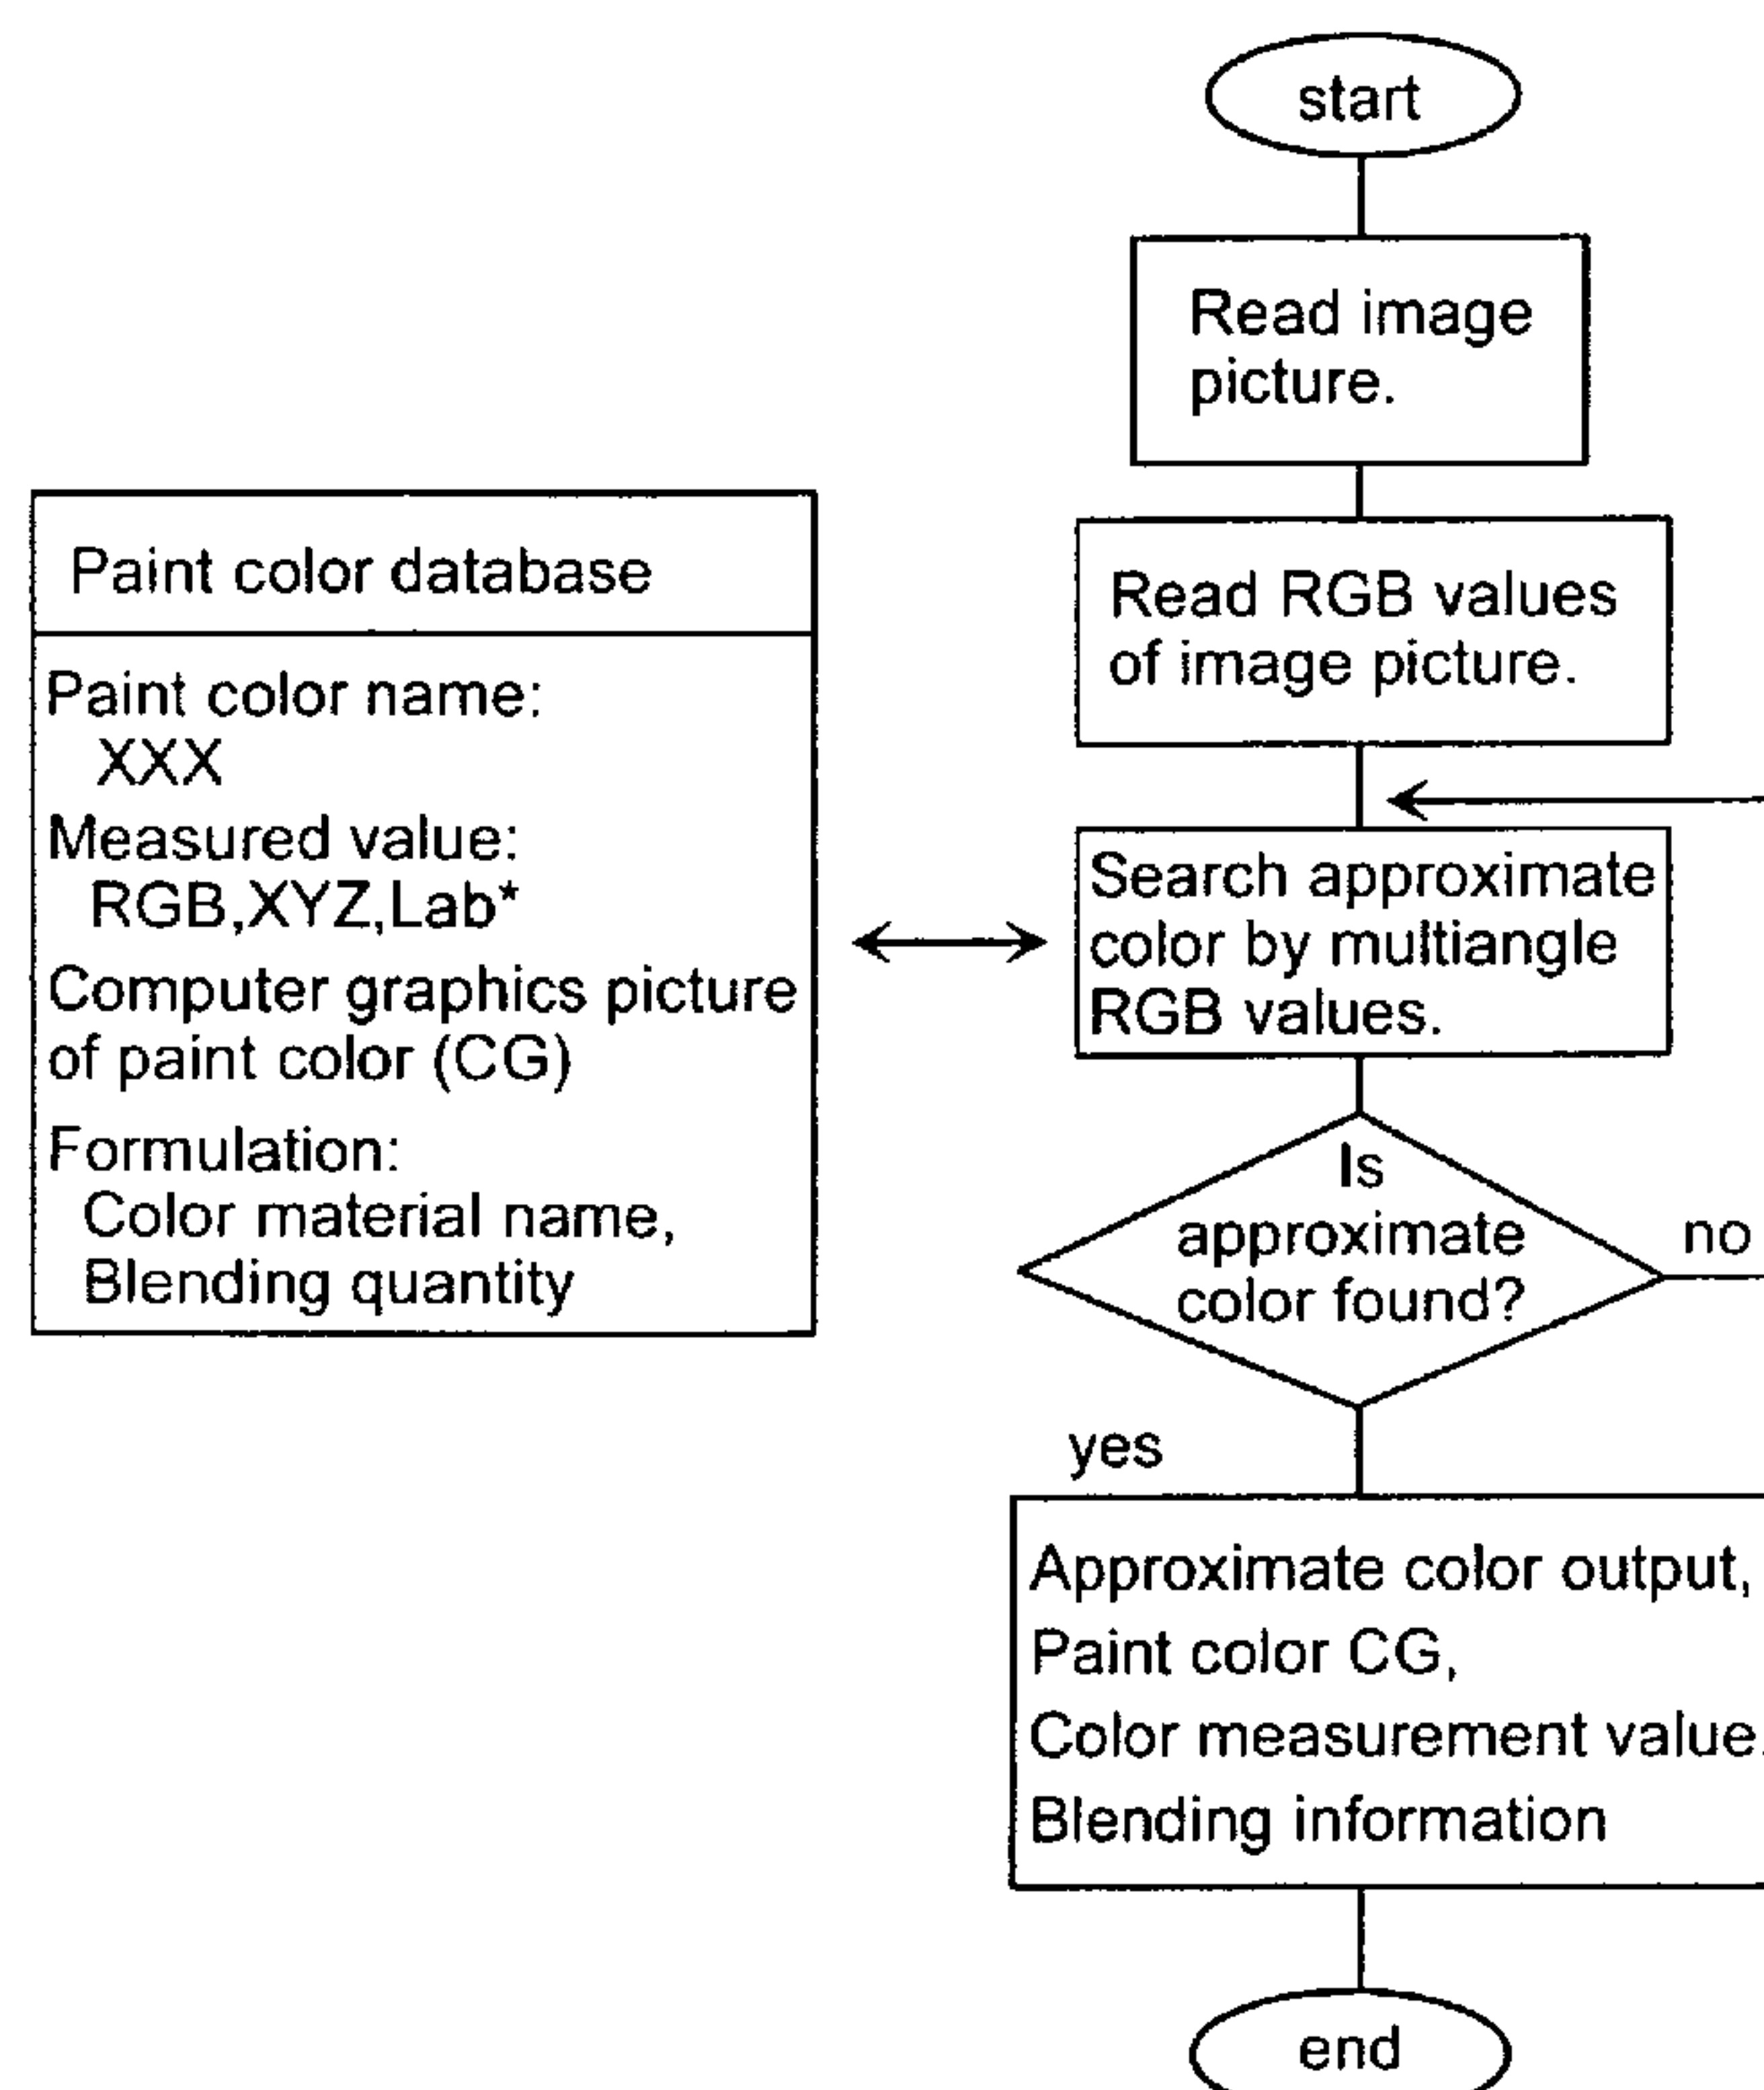 start
Read image
picture.
Read RGB values
of image picture.
Paint color database
Paint color name:
XXX
Measured value:
RGB,XYZ,Lab*
Computer graphics picture
of paint color (CG)
Formulation:
Color material name,
Blending quantity
Search approximate
color by multiangle
RGB values.
Is
approximate
color found?
no
yes
Approximate color output,
Paint color CG,
Color measurement value.
Blending information
end